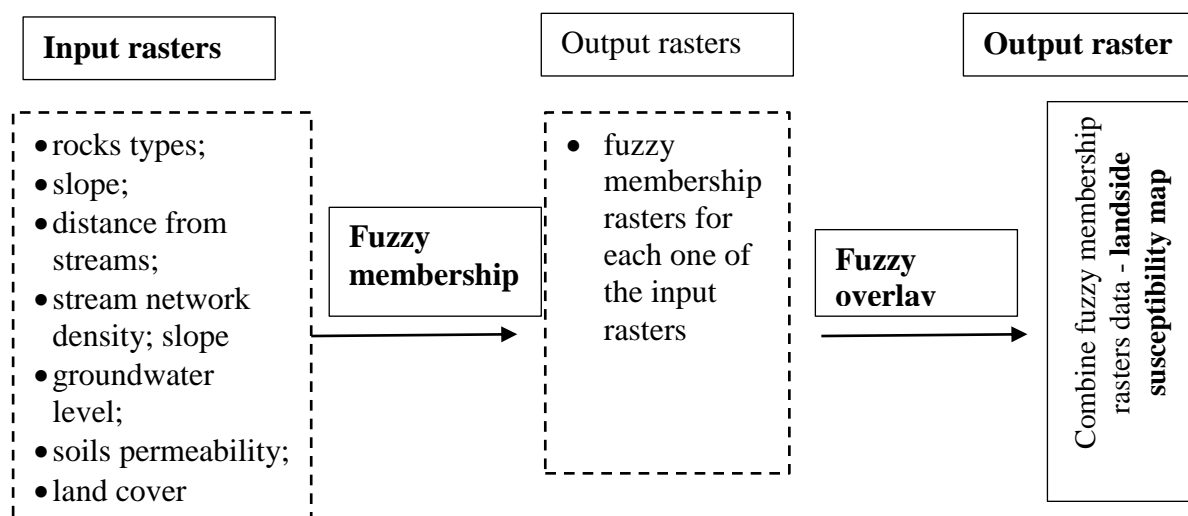 Input rasters
Output rasters
Output raster
• rocks types;
• slope;
• distance from
streams;
• stream network
density; slope
• groundwater
level;
• soils permeability;
• land cover
Fuzzy
membership
• fuzzy
membership
rasters for
each one of
the input
rasters
Fuzzy
overlay
Combine fuzzy membership
rasters data - landside
susceptibility map